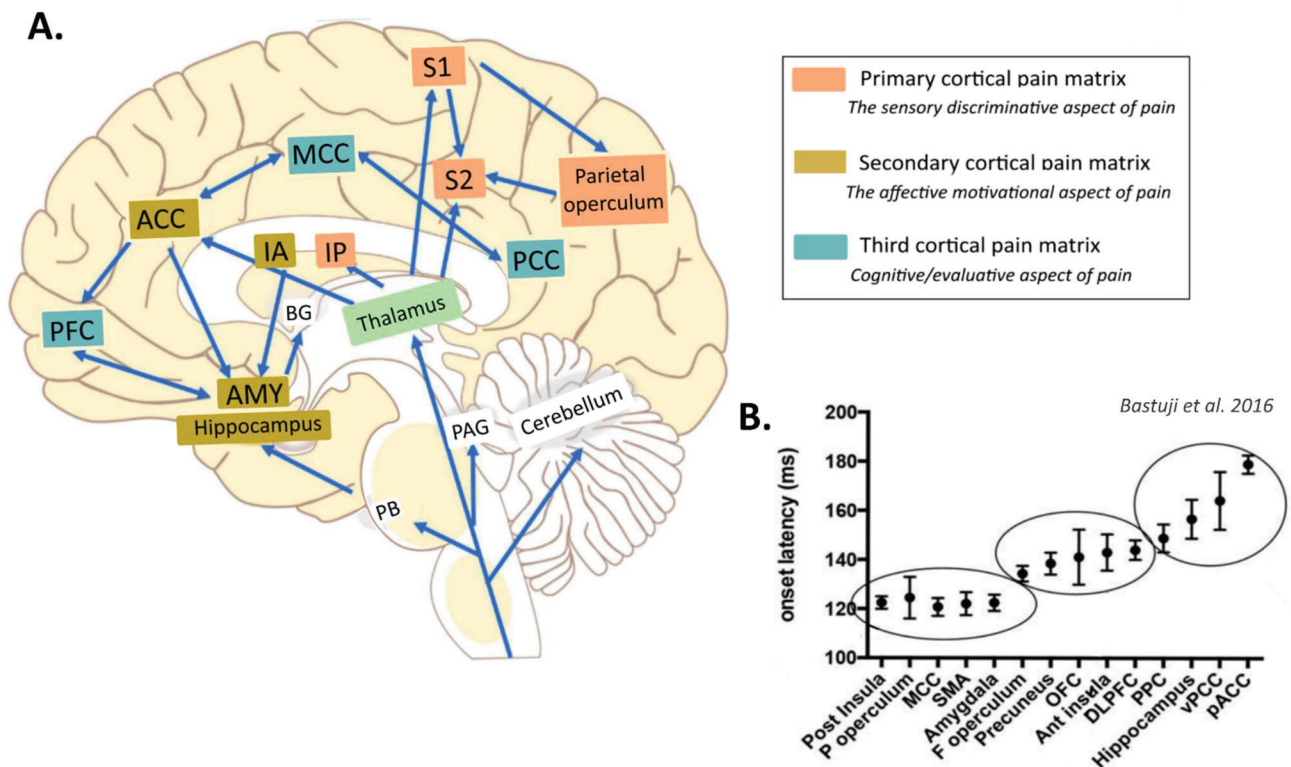 A.
S1
MCC
S2
Parietal
operculum
ACC
IA
IP
PCC
BG
Thalamus
PFC
AMY
Hippocampus
PAG
Cerebellum
PB
Primary cortical pain matrix
The sensory discriminative aspect of pain
Secondary cortical pain matrix
The affective motivational aspect of pain
Third cortical pain matrix
Cognitive/evaluative aspect of pain
B.
Bastuji et al. 2016
onset latency (ms)
200
180
160
140
120
100
Post Insula
P operculum
MCC
SMA
Amygdala
F operculum
Precuneus
OFC
Ant insula
DLPFC
PPC
Hippocampus
vPCC
pACC